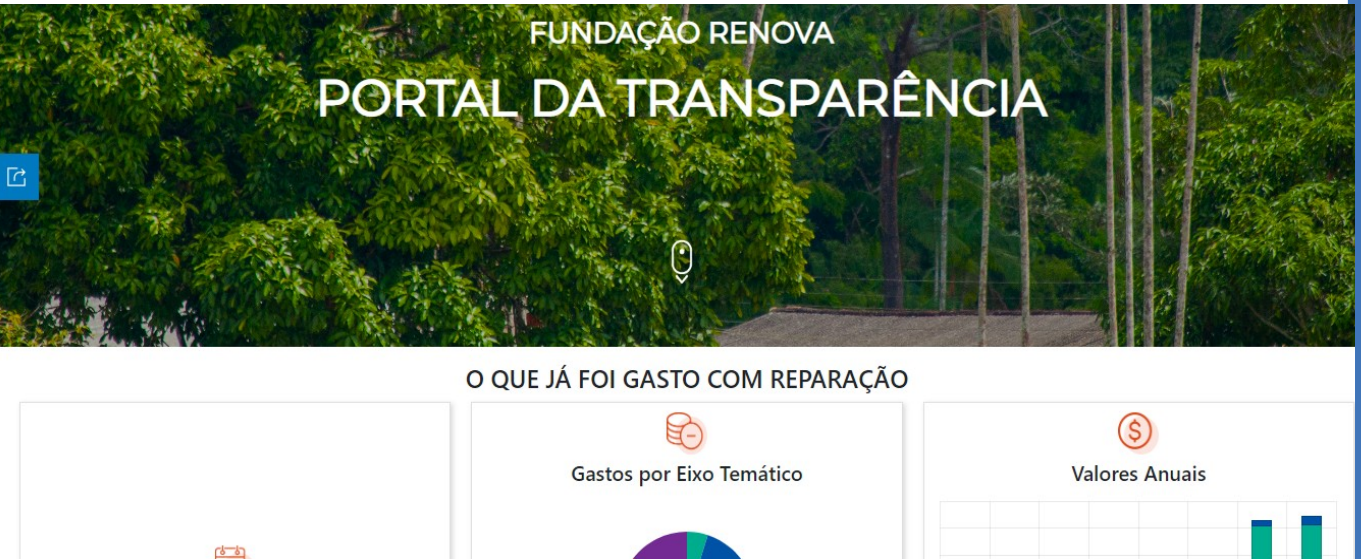 FUNDAÇÃO RENOVA
PORTAL DA TRANSPARÊNCIA
O QUE JÁ FOI GASTO COM REPARAÇÃO
Gastos por Eixo Temático
Valores Anuais